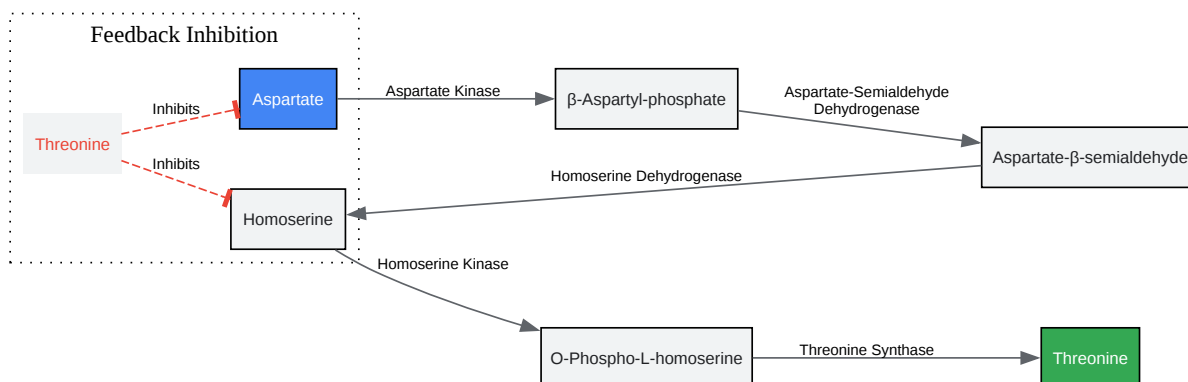 Feedback Inhibition
Aspartate
Aspartate Kinase
β-Aspartyl-phosphate
Aspartate-Semialdehyde
Dehydrogenase
Inhibits
Threonine
Inhibits
Aspartate-β-semialdehyde
Homoserine Dehydrogenase
Homoserine
Homoserine Kinase
O-Phospho-L-homoserine
Threonine Synthase
Threonine